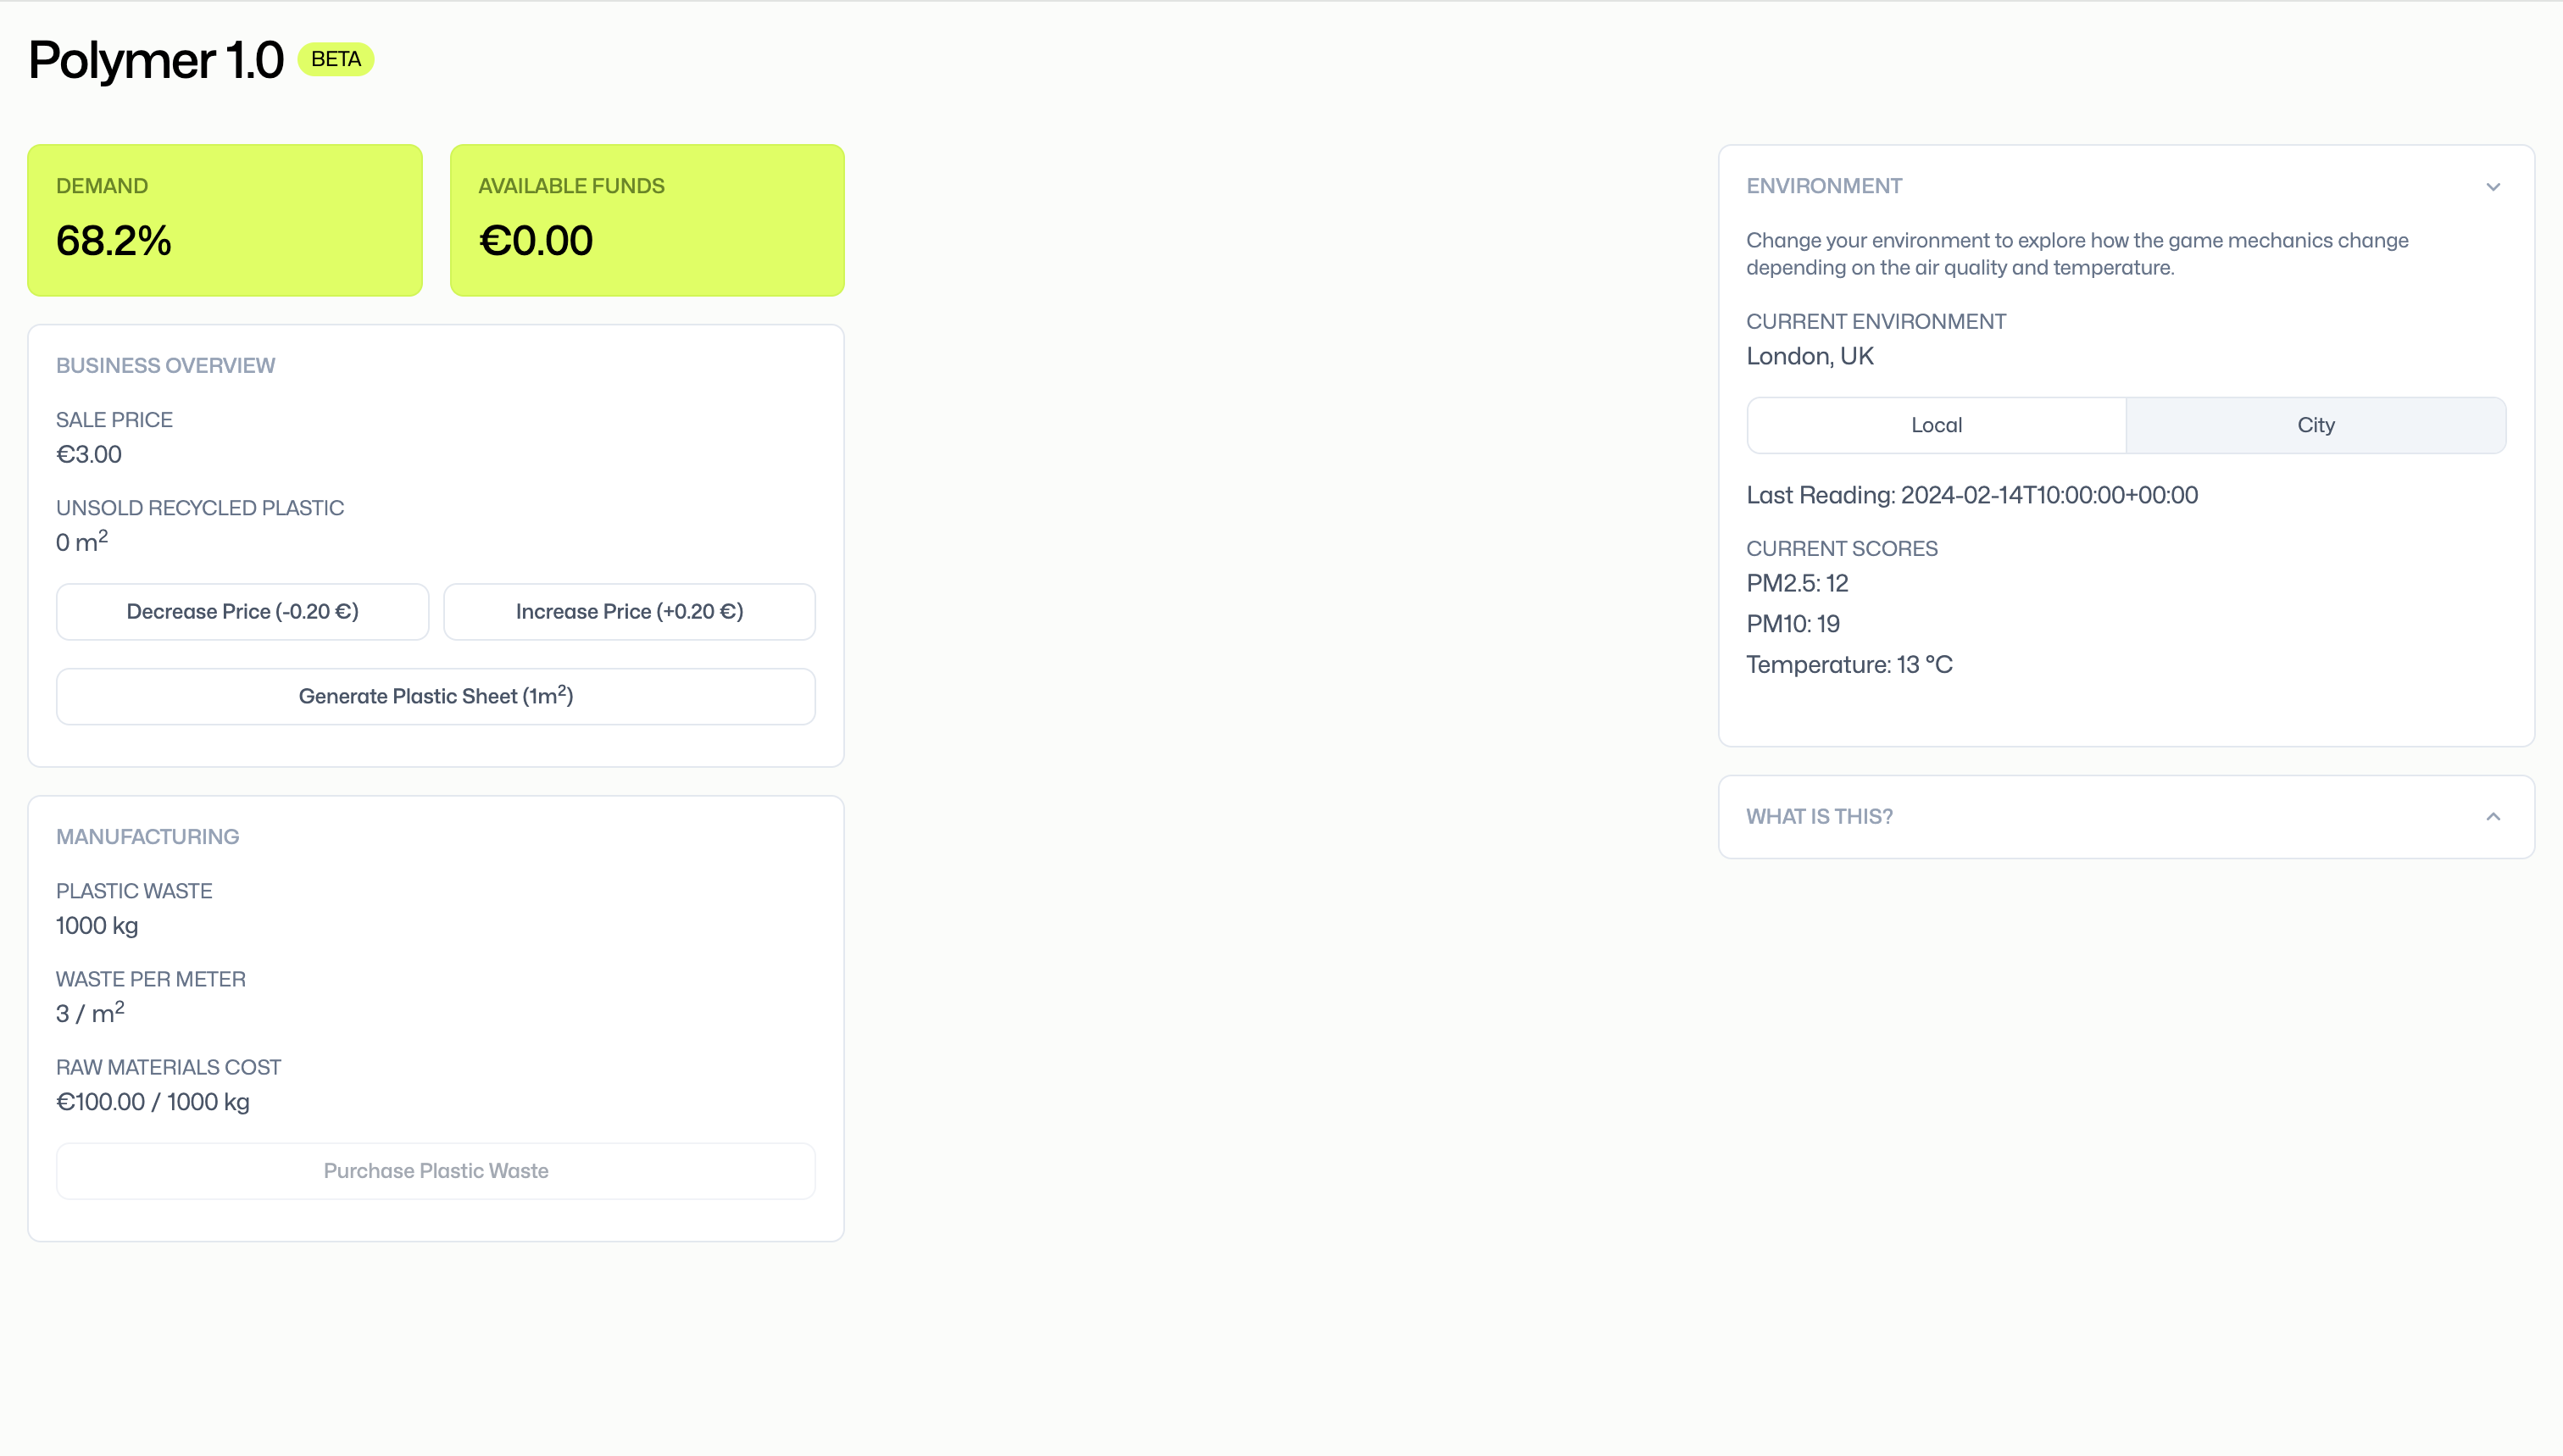 Polymer 1.0 BETA
DEMAND
68.2%
AVAILABLE FUNDS
€0.00
BUSINESS OVERVIEW
SALE PRICE
€3.00
UNSOLD RECYCLED PLASTIC
0 m²
Decrease Price (-0.20 €)
Increase Price (+0.20 €)
Generate Plastic Sheet (1m²)
MANUFACTURING
PLASTIC WASTE
1000 kg
WASTE PER METER
3 / m²
RAW MATERIALS COST
€100.00 / 1000 kg
Purchase Plastic Waste
ENVIRONMENT
Change your environment to explore how the game mechanics change
depending on the air quality and temperature.
CURRENT ENVIRONMENT
London, UK
Local
City
Last Reading: 2024-02-14T10:00:00+00:00
CURRENT SCORES
PM2.5: 12
PM10: 19
Temperature: 13 °C
WHAT IS THIS?